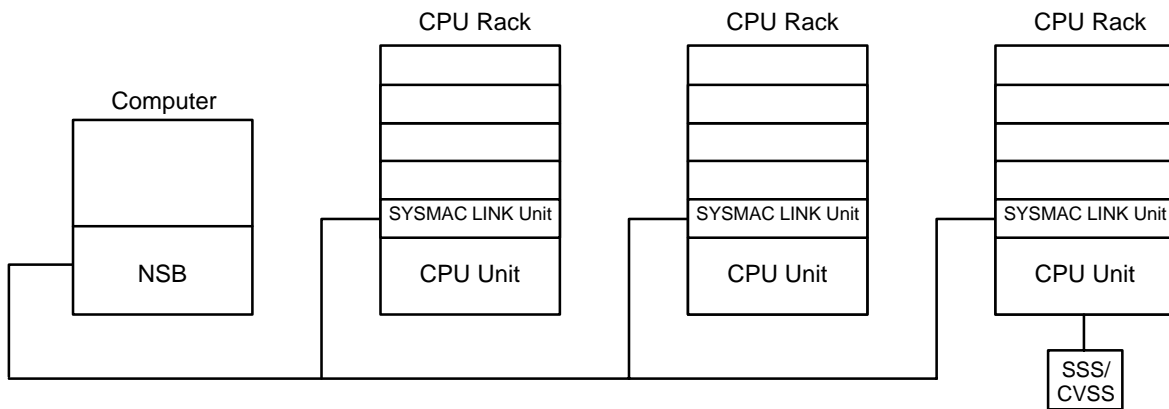 CPU Rack
CPU Rack
CPU Rack
Computer
SYSMAC LINK Unit
SYSMAC LINK Unit
SYSMAC LINK Unit
NSB
CPU Unit
CPU Unit
CPU Unit
SSS/
CVSS